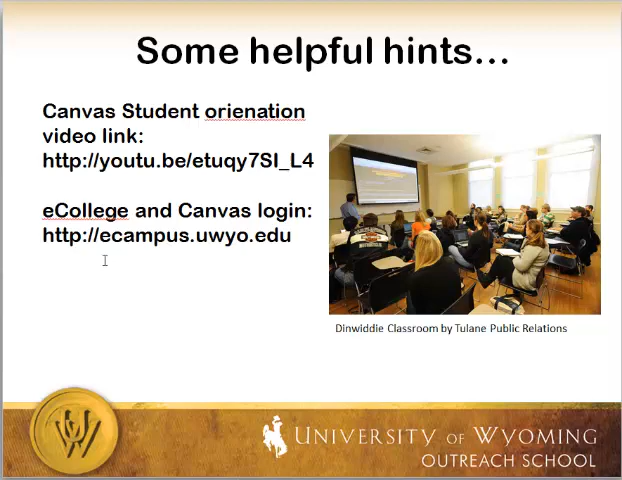 Some helpful hints...
Canvas Student orienation
video link:
http://youtu.be/etuqy7SI_L4
eCollege and Canvas login:
http://ecampus.uwyo.edu
Dinwiddie Classroom by Tulane Public Relations
UW
UNIVERSITY OF WYOMING
OUTREACH SCHOOL